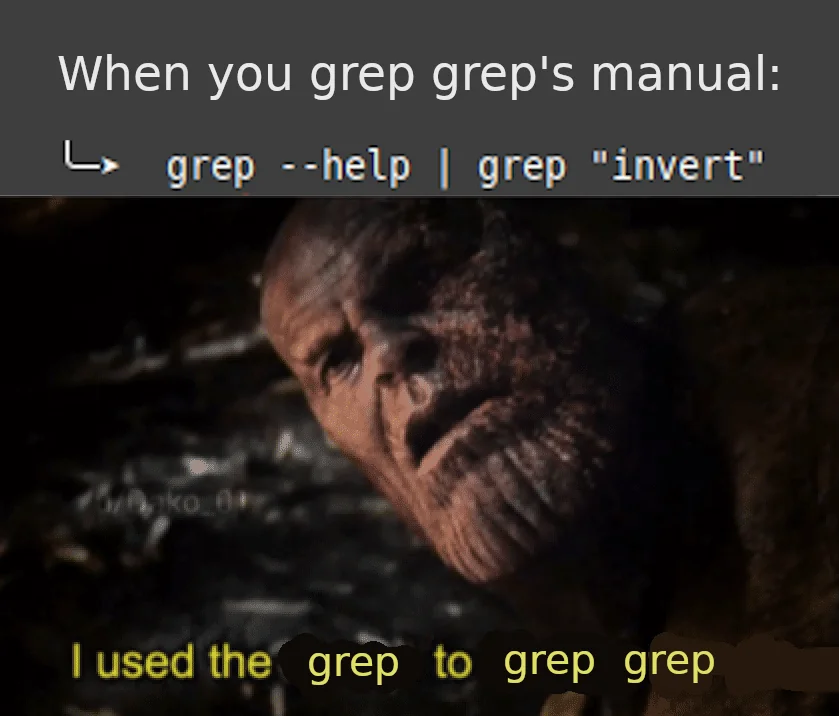 When you grep grep's manual:
grep --help | grep "invert"
I used the grep to grep grep